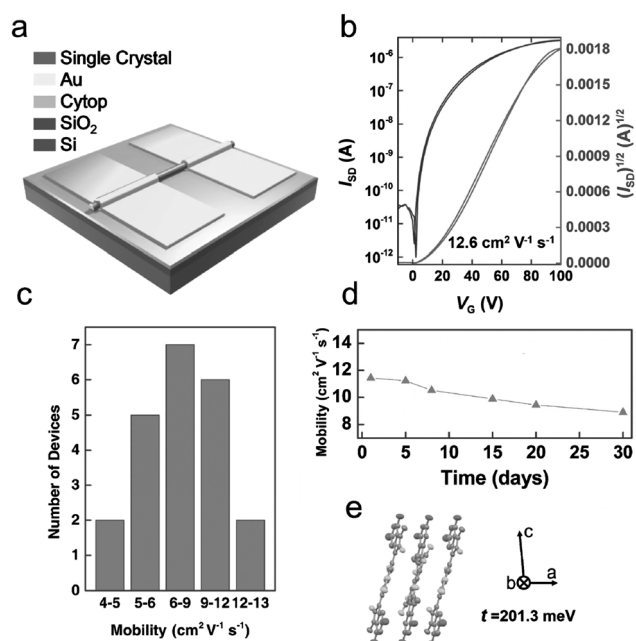 a
Single Crystal
Au
Cytop
SiO2
Si
b
10-6
10-7
10-8
10-9
10-10
10-11
10-12
ISD (A)
0.0018
0.0015
0.0012
0.0009
0.0006
0.0003
0.0000
(ISD)1/2 (A)1/2
12.6 cm2 V-1 s-1
0 20 40 60 80 100
VG (V)
c
7
6
5
4
3
2
1
0
Number of Devices
4-5 5-6 6-9 9-12 12-13
Mobility (cm2 V-1 s-1)
d
14
12
10
8
Mobility (cm2 V-1 s-1)
0 5 10 15 20 25 30
Time (days)
e
c
b a
t=201.3 meV